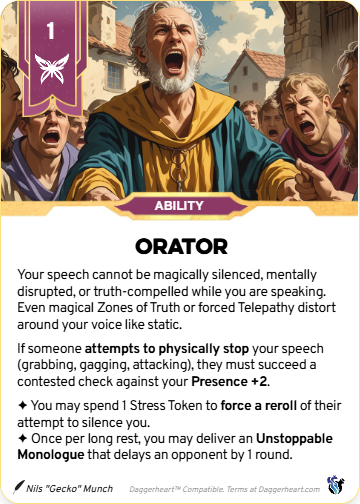 1
ABILITY
ORATOR
Your speech cannot be magically silenced, mentally
disrupted, or truth-compelled while you are speaking.
Even magical Zones of Truth or forced Telepathy distort
around your voice like static.
If someone attempts to physically stop your speech
(grabbing, gagging, attacking), they must succeed a
contested check against your Presence +2.
✦ You may spend 1 Stress Token to force a reroll of their
attempt to silence you.
✦ Once per long rest, you may deliver an Unstoppable
Monologue that delays an opponent by 1 round.
Nils "Gecko" Munch
Daggerheart™ Compatible. Terms at Daggerheart.com